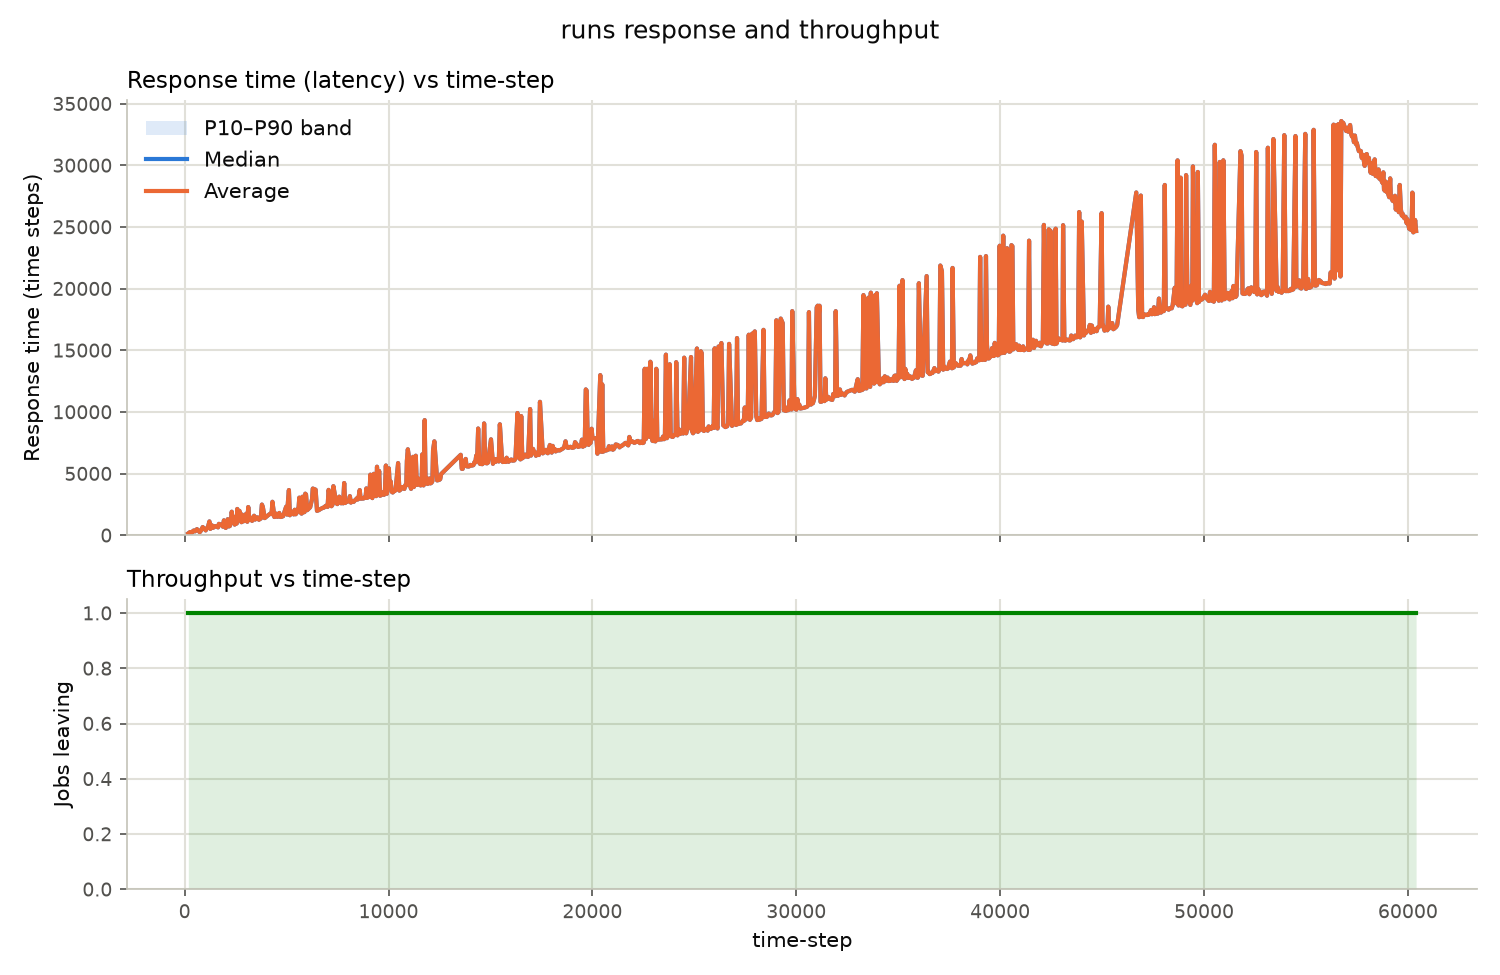 runs response and throughput
Response time (latency) vs time-step
35000
30000
25000
20000
15000
10000
5000
0
Response time (time steps)
P10–P90 band
Median
Average
Throughput vs time-step
1.0
0.8
0.6
0.4
0.2
0.0
Jobs leaving
0 10000 20000 30000 40000 50000 60000
time-step